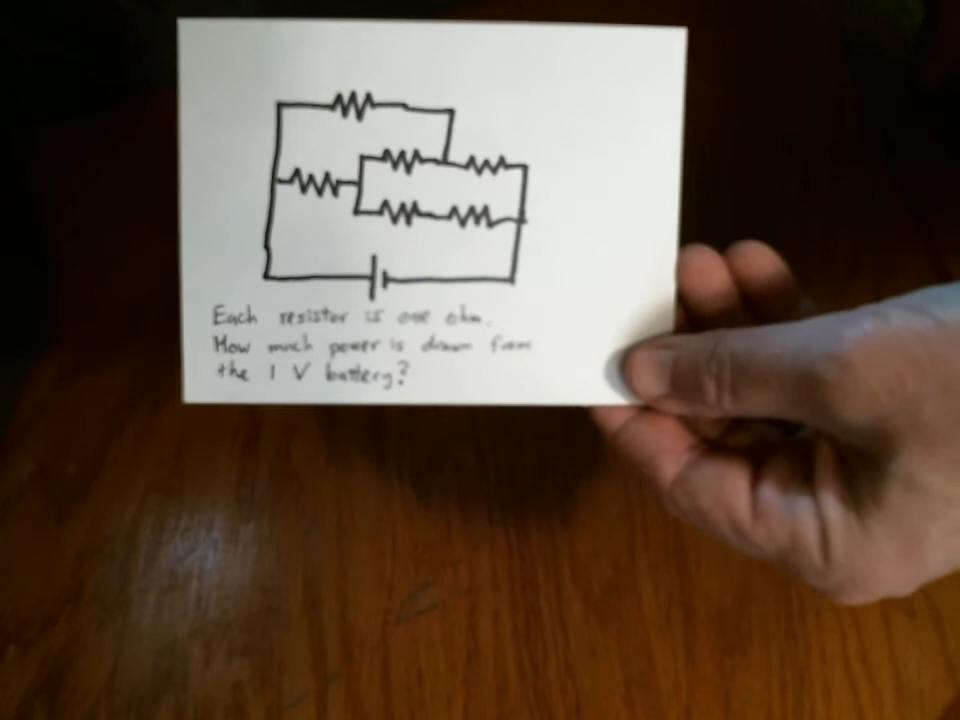 Each resistor is one ohm.
How much power is drawn from
the 1 V battery?